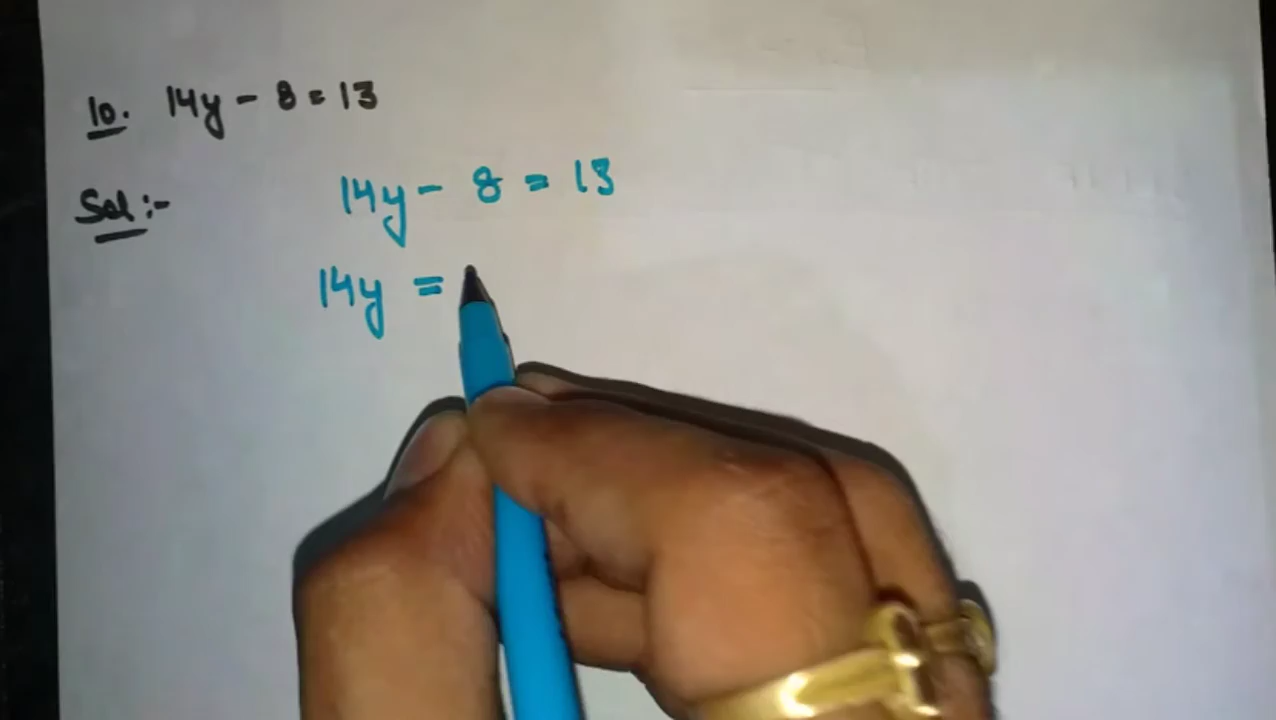 10. 14y - 8 = 13
Sol:-
14y - 8 = 13
14y =